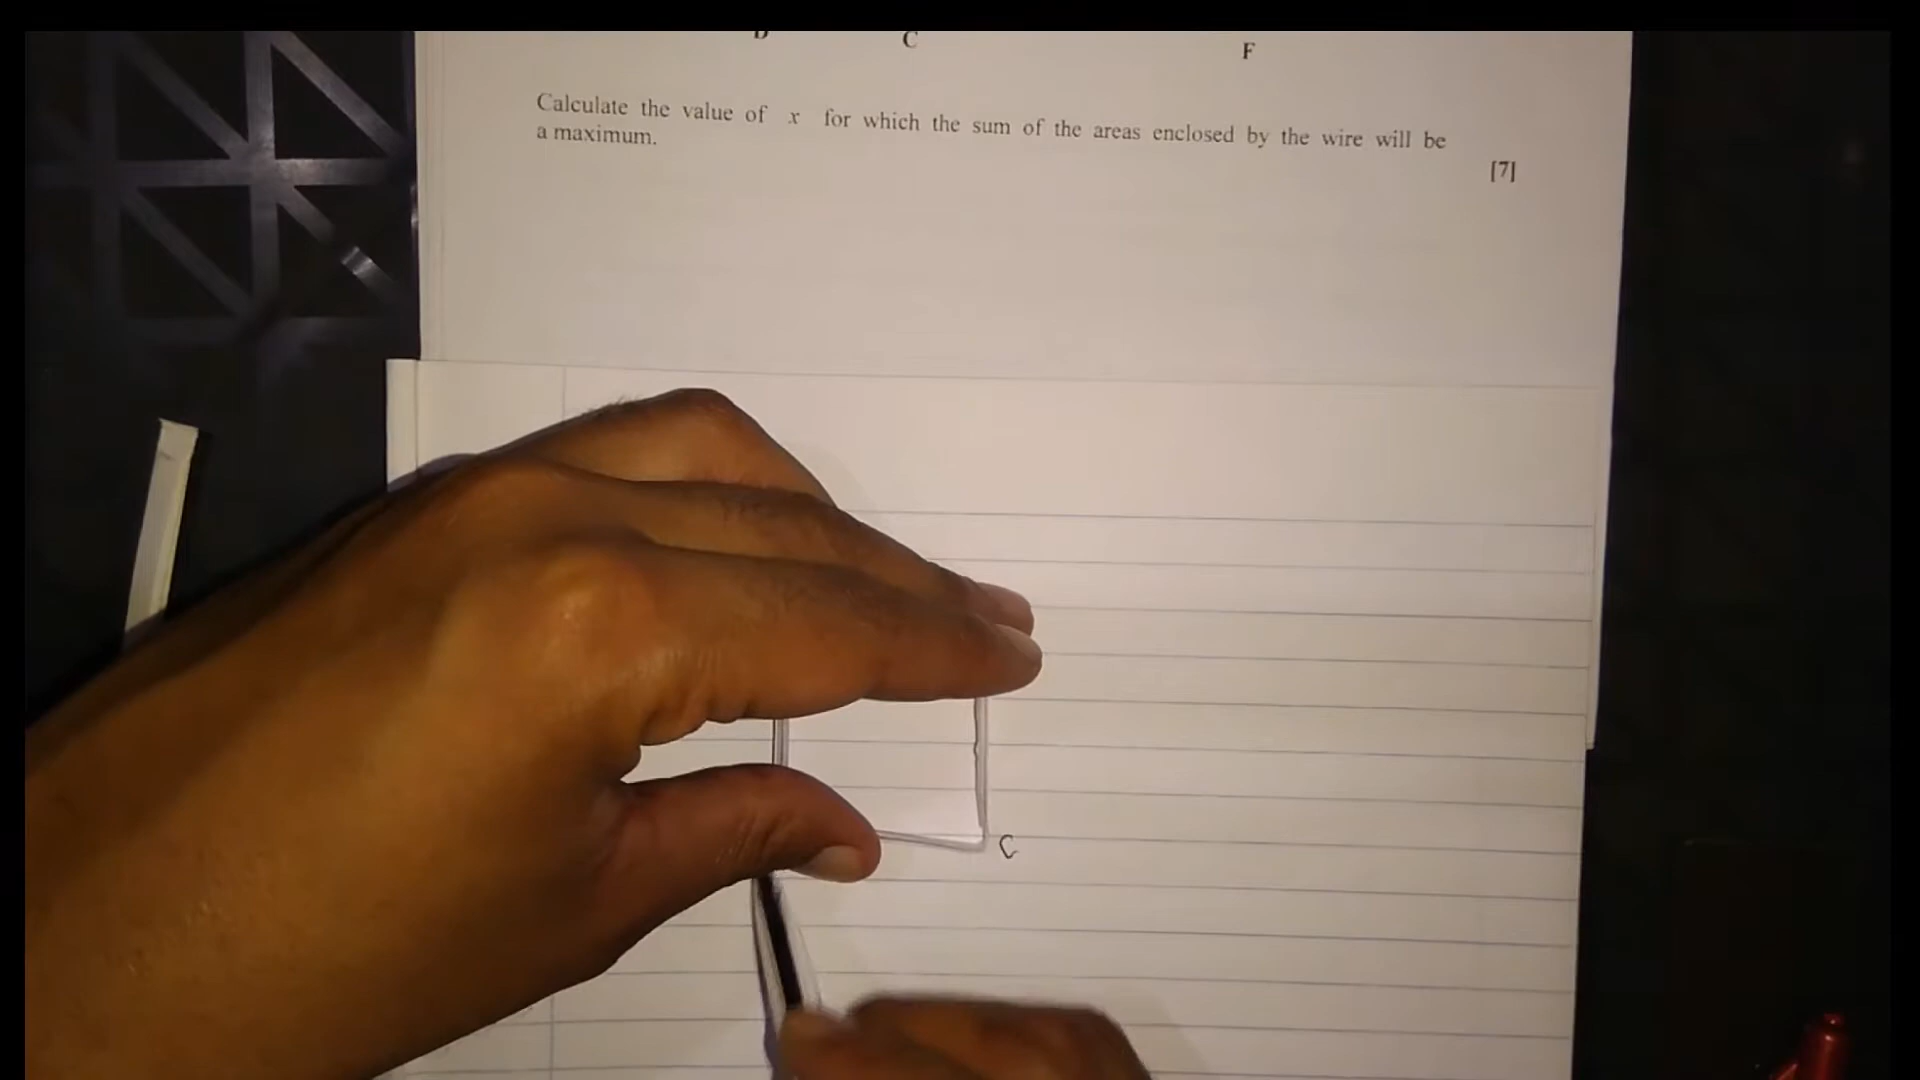 D C F
Calculate the value of x for which the sum of the areas enclosed by the wire will be
a maximum.
[7]
C